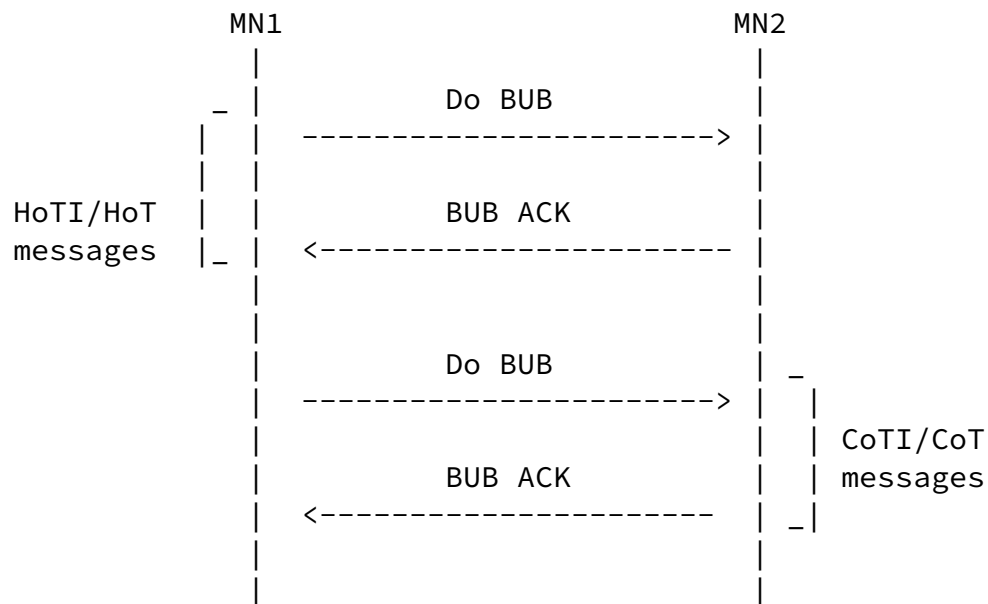 MN1 MN2
Do BUB
HoTI/HoT BUB ACK
messages
Do BUB
CoTI/CoT
BUB ACK messages